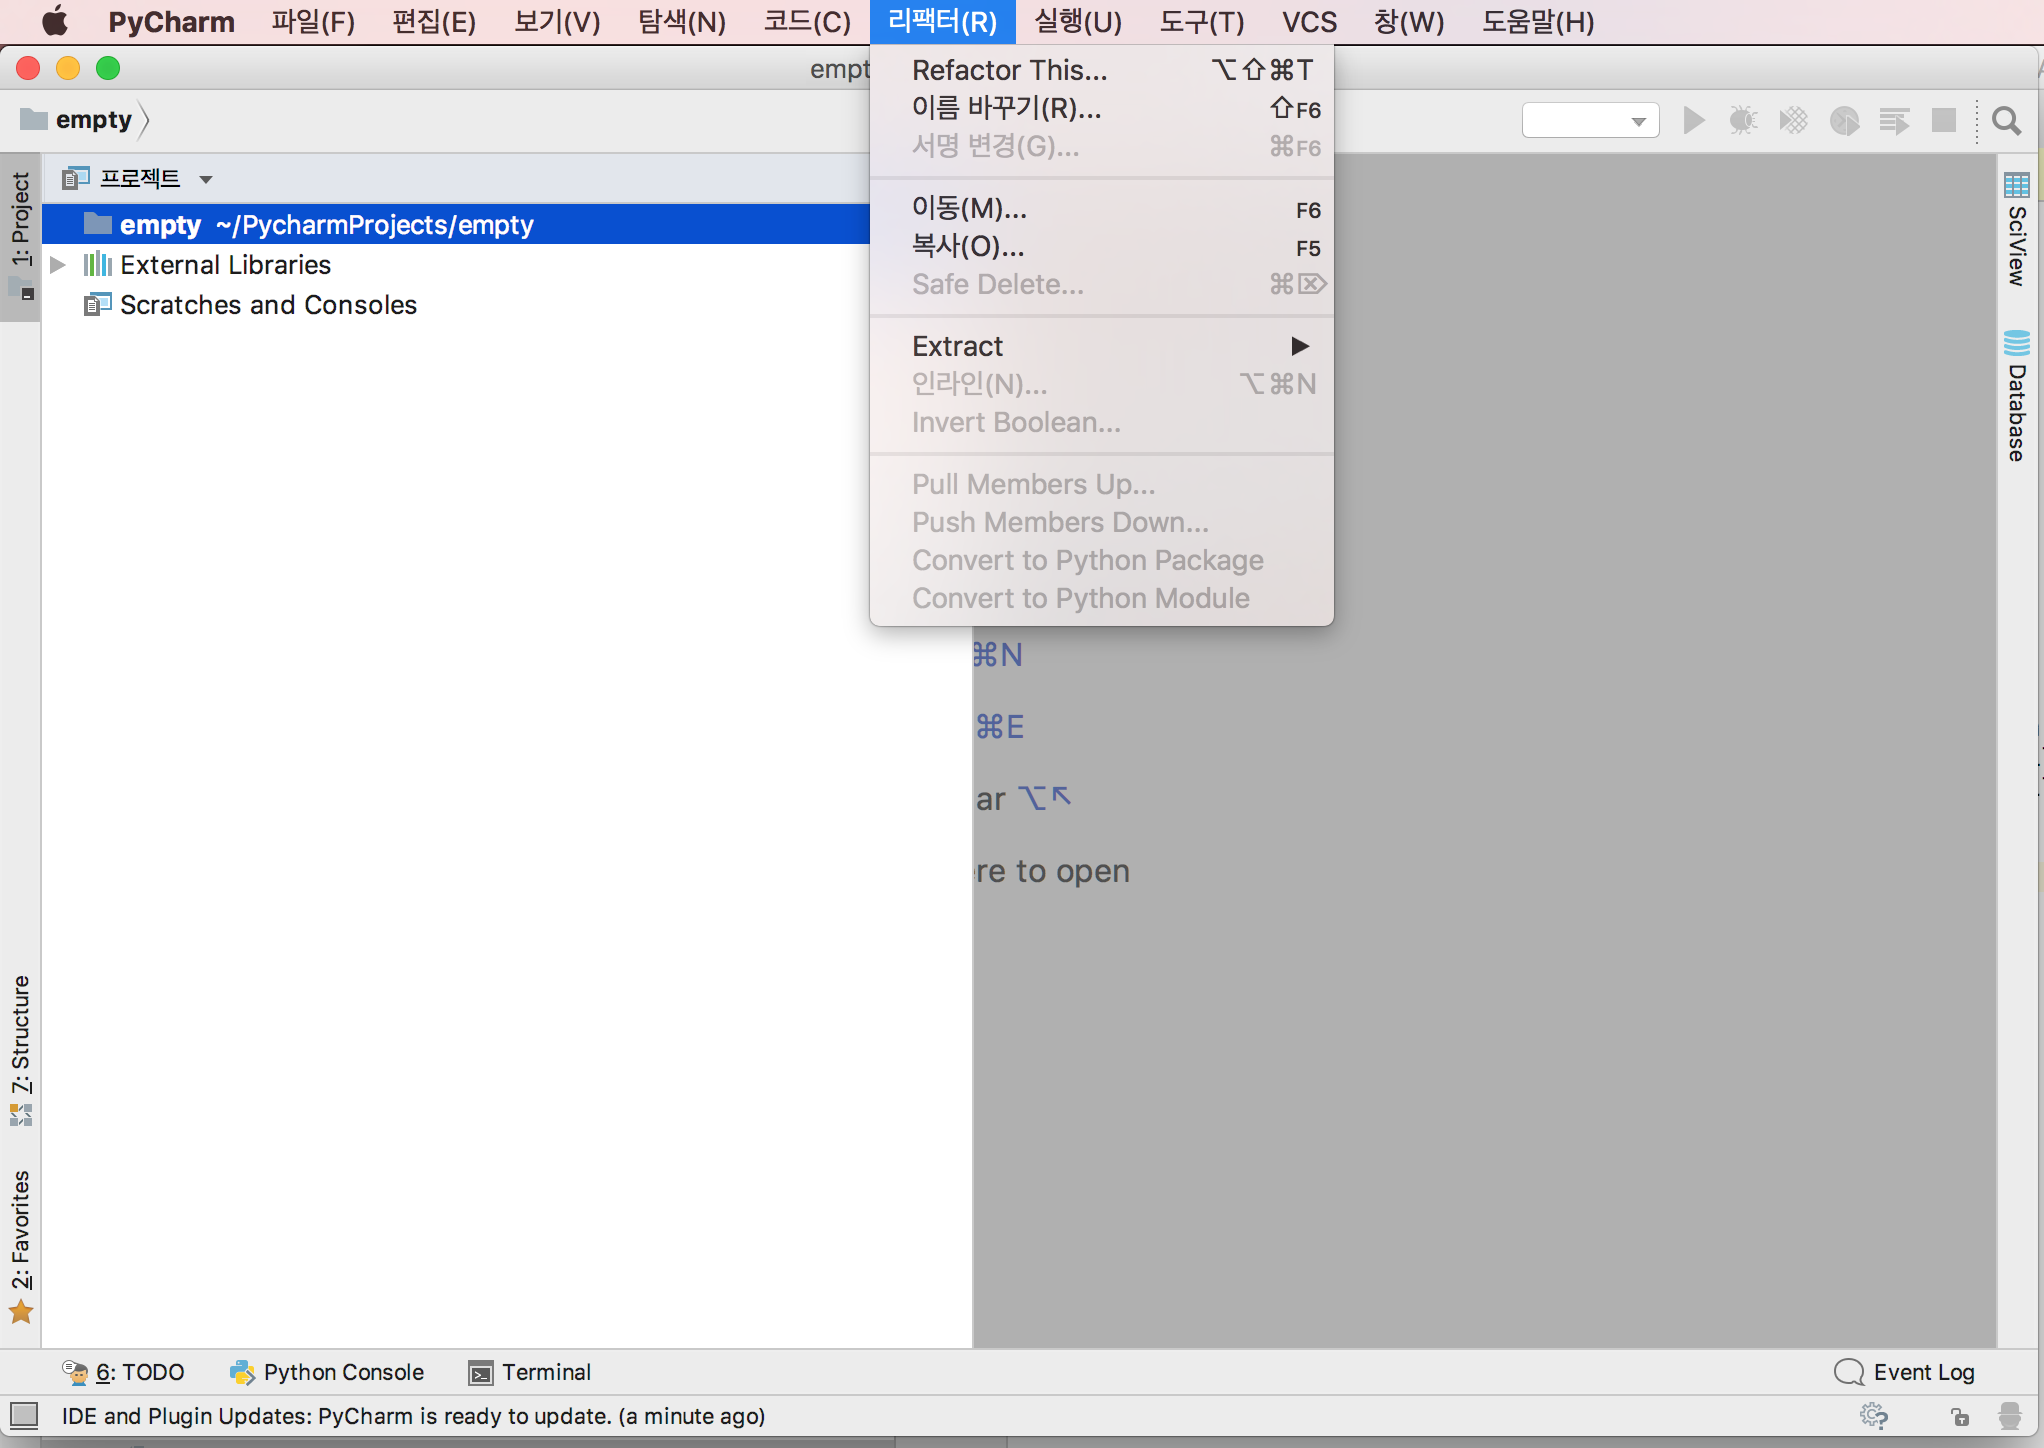 PyCharm 파일(F) 편집(E) 보기(V) 탐색(N) 코드(C) 리팩터(R) 실행(U) 도구(T) VCS 창(W) 도움말(H)
empty
프로젝트
empty ~/PycharmProjects/empty
External Libraries
Scratches and Consoles
1: Project
7: Structure
2: Favorites
Refactor This... ⌥⇧⌘T
이름 바꾸기(R)... ⇧F6
서명 변경(G)... ⌘F6
이동(M)... F6
복사(O)... F5
Safe Delete... ⌘⌦
Extract ▶
인라인(N)... ⌥⌘N
Invert Boolean...
Pull Members Up...
Push Members Down...
Convert to Python Package
Convert to Python Module
⌘N
⌘E
⌥↖
to open
SciView
Database
6: TODO Python Console Terminal Event Log
IDE and Plugin Updates: PyCharm is ready to update. (a minute ago)